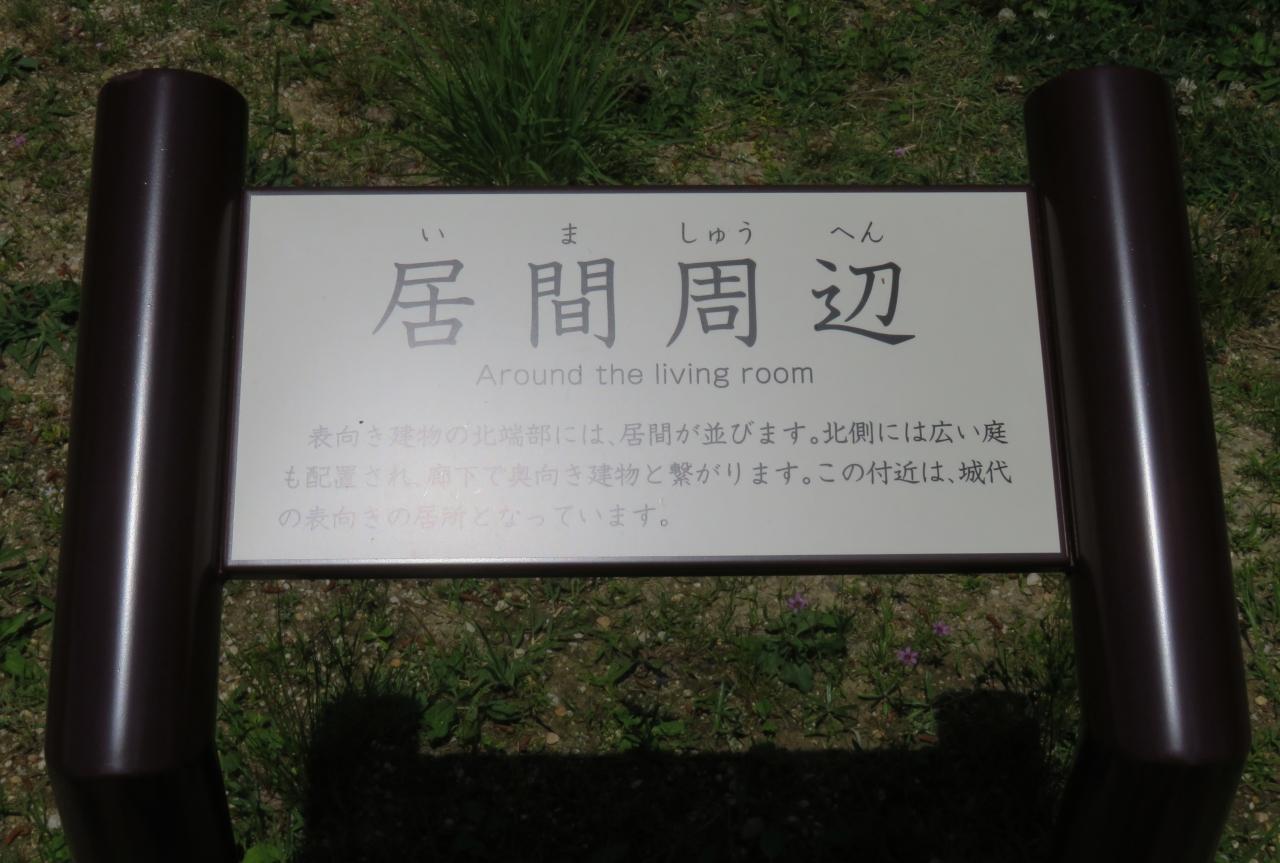 い ま しゅう へん
居間周辺
Around the living room
表向き建物の北端部には、居間が並びます。北側には広い庭
も配置され、廊下で奥向き建物と繋がります。この付近は、城代
の表向きの居所となっています。